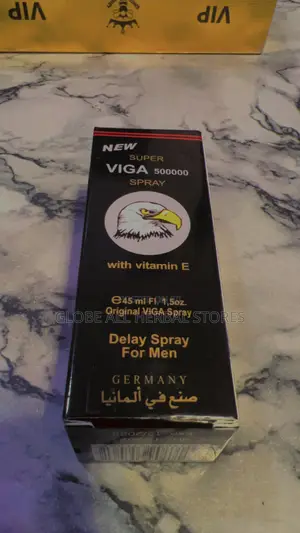 VIP
VIP
NEW
SUPER
VIGA 500000
SPRAY
with vitamin E
℮45 ml Fl. 1,5oz.
Original VIGA Spray
GLOBE ALL HERBAL STORES
Delay Spray
For Men
GERMANY
صنع في ألمانيا